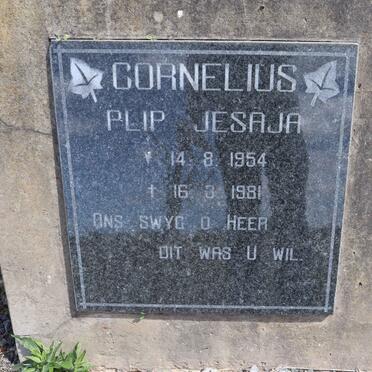 CORNELIUS
PLIP JESAJA
* 14.8.1954
† 16.3.1981
ONS SWYG O HEER
DIT WAS U WIL.